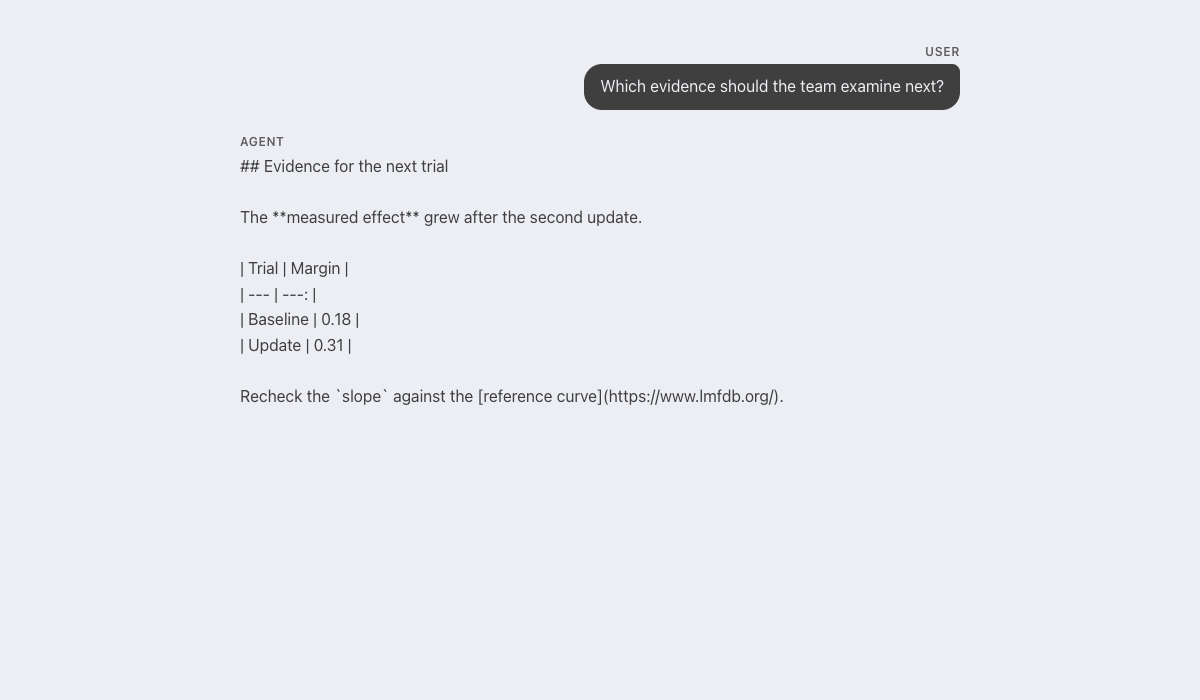 USER
Which evidence should the team examine next?
AGENT
## Evidence for the next trial
The **measured effect** grew after the second update.
| Trial | Margin |
| --- | ---: |
| Baseline | 0.18 |
| Update | 0.31 |
Recheck the `slope` against the [reference curve](https://www.lmfdb.org/).